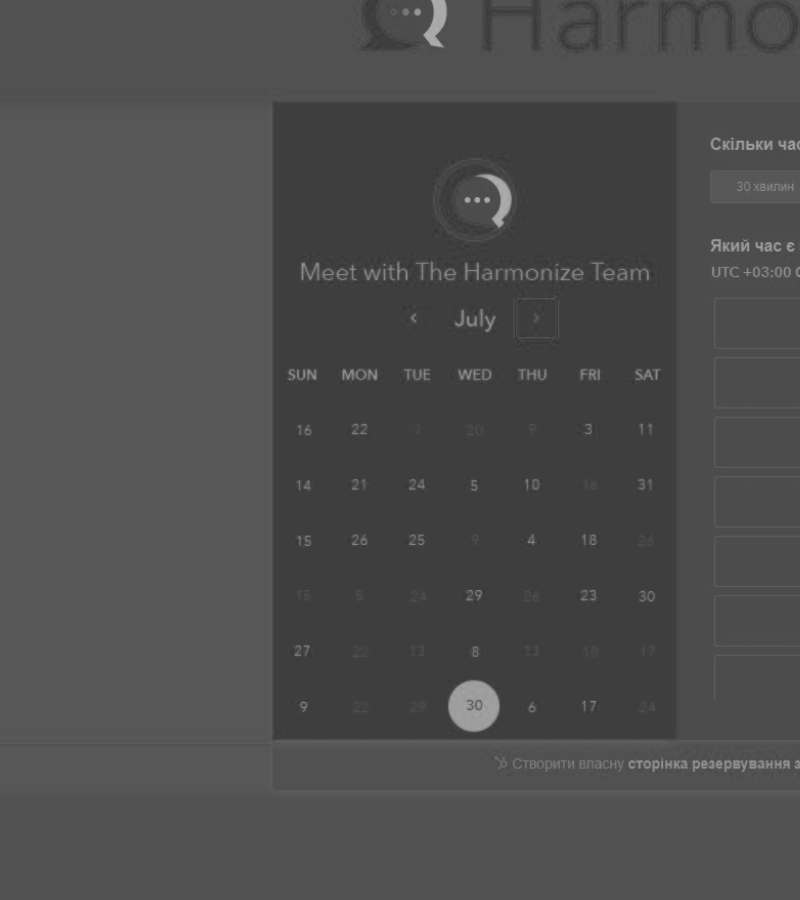 Harmo
Скільки час
30 хвилин
Meet with The Harmonize Team
Який час є
UTC +03:00
July
SUN MON TUE WED THU FRI SAT
16 22 1 20 9 3 11
14 21 24 5 10 16 31
15 26 25 9 4 18 26
15 5 24 29 26 23 30
27 22 13 8 13 10 17
9 22 29 30 6 17 24
Створити власну сторінка резервування з